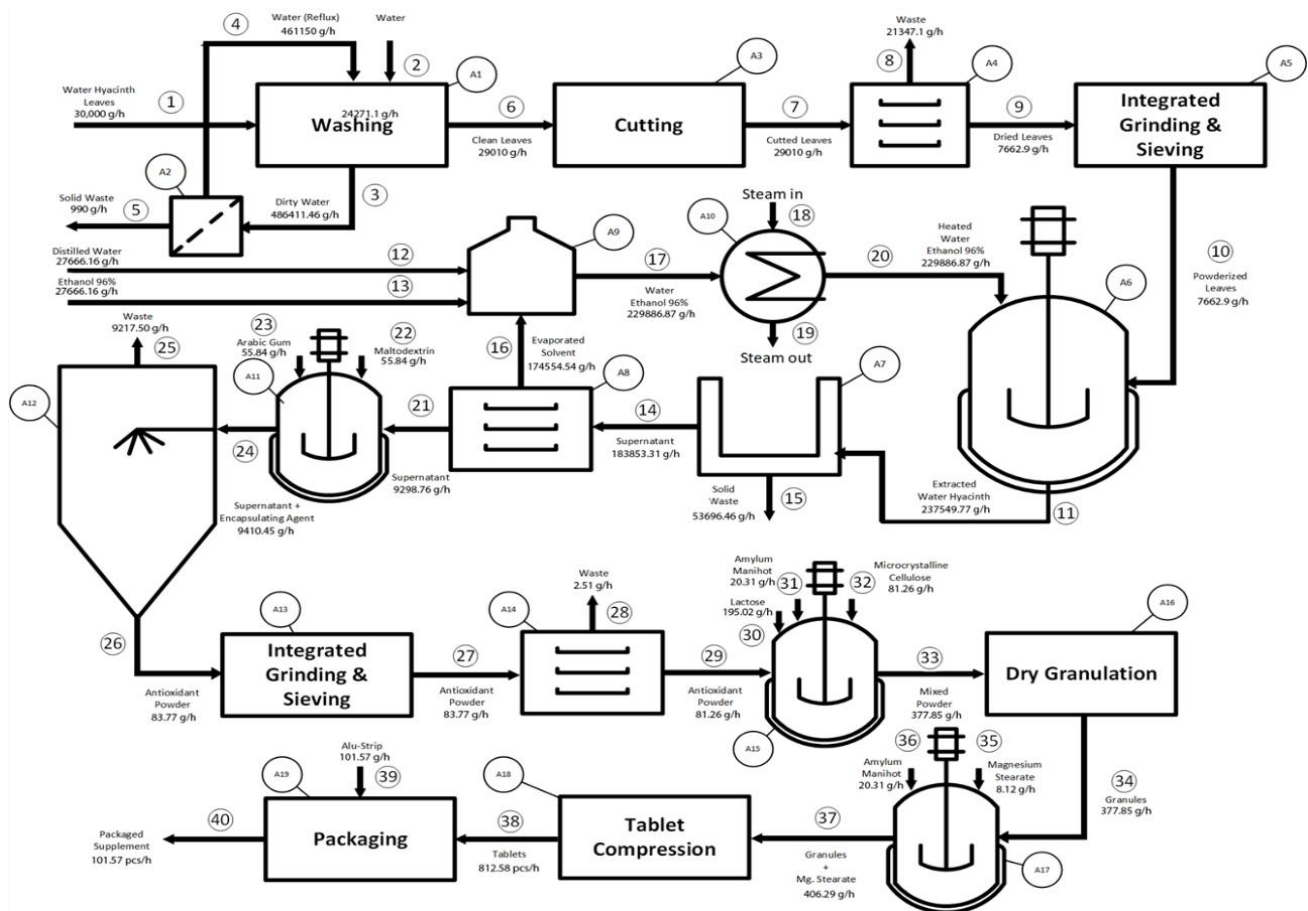 4
Water (Reflux)
461150 g/h
Water
2
Waste
21347.1 g/h
8
A1
A3
A4
A5
Water Hyacinth
Leaves
30,000 g/h
1
24271.1 g/h
Washing
6
Clean Leaves
29010 g/h
Cutting
7
Cutted Leaves
29010 g/h
9
Dried Leaves
7662.9 g/h
Integrated
Grinding &
Sieving
A2
3
Solid Waste
990 g/h
5
Dirty Water
486411.46 g/h
Distilled Water
27666.16 g/h
12
Ethanol 96%
27666.16 g/h
13
A9
17
Water
Ethanol 96%
229886.87 g/h
Steam in
18
A10
19
Steam out
20
Heated
Water
Ethanol 96%
229886.87 g/h
10
Powderized
Leaves
7662.9 g/h
A6
Waste
9217.50 g/h
25
23
Arabic Gum
55.84 g/h
22
Maltodextrin
55.84 g/h
16
Evaporated
Solvent
174554.54 g/h
A11
A8
A7
A12
24
21
14
Supernatant
183853.31 g/h
Supernatant
9298.76 g/h
Supernatant +
Encapsulating Agent
9410.45 g/h
Solid
Waste
53696.46 g/h
15
Extracted
Water Hyacinth
237549.77 g/h
11
26
Antioxidant
Powder
83.77 g/h
A13
Integrated
Grinding &
Sieving
27
Antioxidant
Powder
83.77 g/h
A14
Waste
2.51 g/h
28
29
Antioxidant
Powder
81.26 g/h
Amylum
Manihot
20.31 g/h
31
32
Microcrystalline
Cellulose
81.26 g/h
Lactose
195.02 g/h
30
A15
33
Mixed
Powder
377.85 g/h
A16
Dry Granulation
34
Granules
377.85 g/h
36
35
Amylum
Manihot
20.31 g/h
Magnesium
Stearate
8.12 g/h
A17
37
Granules
+
Mg. Stearate
406.29 g/h
A18
Tablet
Compression
38
Tablets
812.58 pcs/h
Alu-Strip
101.57 g/h
39
A19
Packaging
40
Packaged
Supplement
101.57 pcs/h